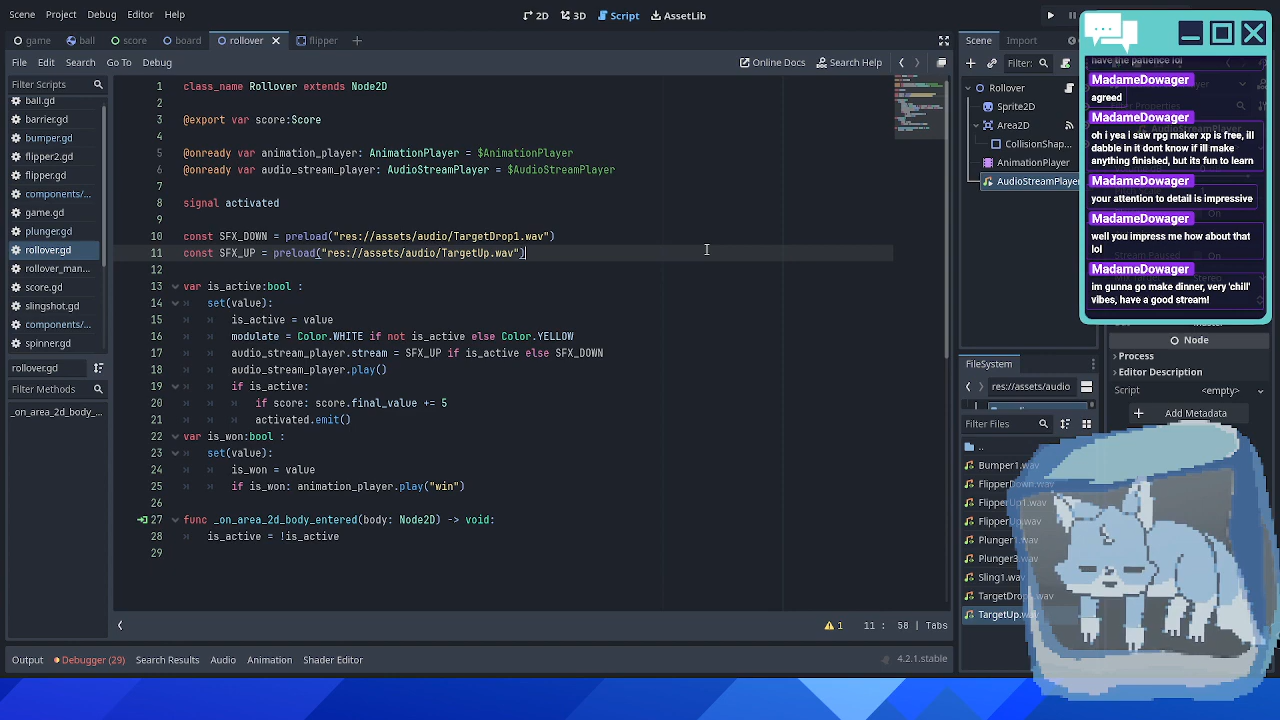 Scene Project Debug Editor Help
2D 3D Script AssetLib
game ball score board rollover flipper
File Edit Search Go To Debug
Online Docs Search Help
Filter Scripts
ball.gd
barrier.gd
bumper.gd
flipper2.gd
flipper.gd
components/...
game.gd
plunger.gd
rollover.gd
rollover_man...
score.gd
slingshot.gd
components/...
spinner.gd
rollover.gd
Filter Methods
_on_area_2d_body_...
1 class_name Rollover extends Node2D
2
3 @export var score:Score
4
5 @onready var animation_player: AnimationPlayer = $AnimationPlayer
6 @onready var audio_stream_player: AudioStreamPlayer = $AudioStreamPlayer
7
8 signal activated
9
10 const SFX_DOWN = preload("res://assets/audio/TargetDrop1.wav")
11 const SFX_UP = preload("res://assets/audio/TargetUp.wav")
12
13 var is_active:bool :
14 set(value):
15 is_active = value
16 modulate = Color.WHITE if not is_active else Color.YELLOW
17 audio_stream_player.stream = SFX_UP if is_active else SFX_DOWN
18 audio_stream_player.play()
19 if is_active:
20 if score: score.final_value += 5
21 activated.emit()
22 var is_won:bool :
23 set(value):
24 is_won = value
25 if is_won: animation_player.play("win")
26
27 func _on_area_2d_body_entered(body: Node2D) -> void:
28 is_active = !is_active
29
1 11 : 58 Tabs
Output Debugger (29) Search Results Audio Animation Shader Editor
4.2.1.stable
Scene Import
Filter:
Rollover
Sprite2D
Area2D
CollisionShap...
AnimationPlayer
AudioStreamPlayer
FileSystem
res://assets/audio
Filter Files
..
Bumper1.wav
FlipperDown.wav
FlipperUp1.wav
FlipperUp.wav
Plunger1.wav
Plunger3.wav
Sling1.wav
TargetDrop1.wav
TargetUp.wav
have the patience lol
MadameDowager
agreed
MadameDowager
oh i yea i saw rpg maker xp is free, ill
dabble in it dont know if ill make
anything finished, but its fun to learn
MadameDowager
your attention to detail is impressive
MadameDowager
well you impress me how about that
lol
MadameDowager
im gunna go make dinner, very 'chill'
vibes, have a good stream!
Node
Process
Editor Description
Script <empty>
Add Metadata